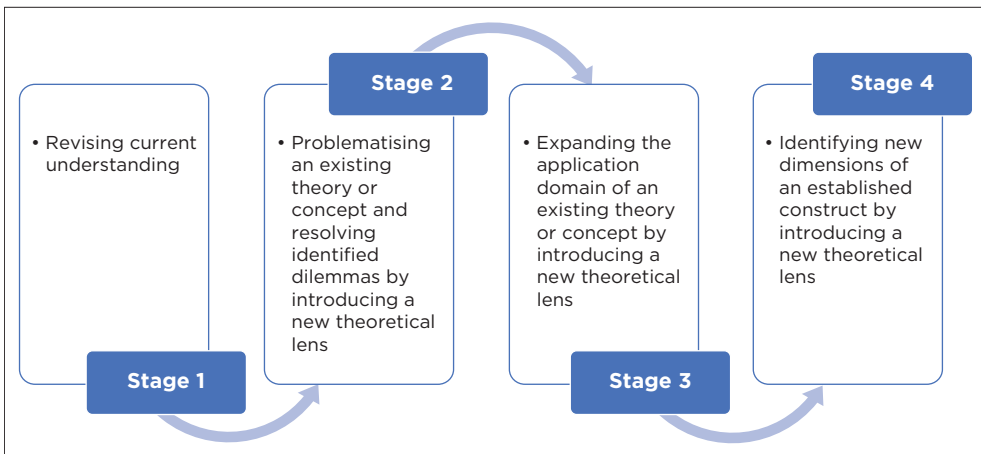 Stage 1
• Revising current
understanding
Stage 2
• Problematising
an existing
theory or
concept and
resolving
identified
dilemmas by
introducing a
new theoretical
lens
Stage 3
• Expanding the
application
domain of an
existing theory
or concept by
introducing a
new theoretical
lens
Stage 4
• Identifying new
dimensions of
an established
construct by
introducing a
new theoretical
lens